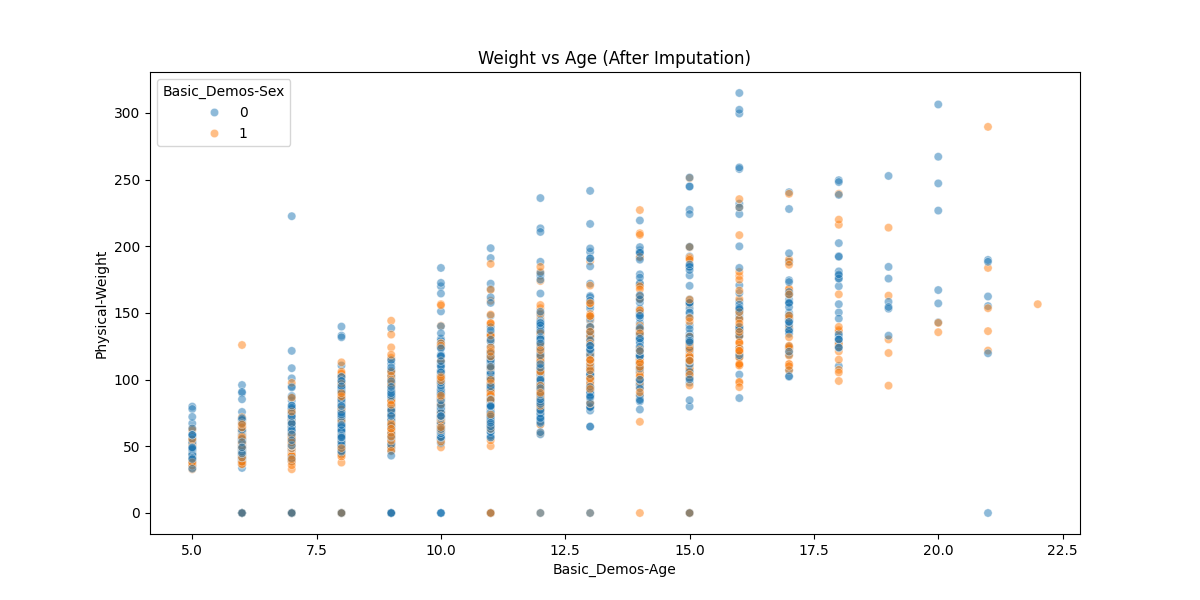 Weight vs Age (After Imputation)
Basic_Demos-Sex
0
1
Physical-Weight
300
250
200
150
100
50
0
5.0 7.5 10.0 12.5 15.0 17.5 20.0 22.5
Basic_Demos-Age